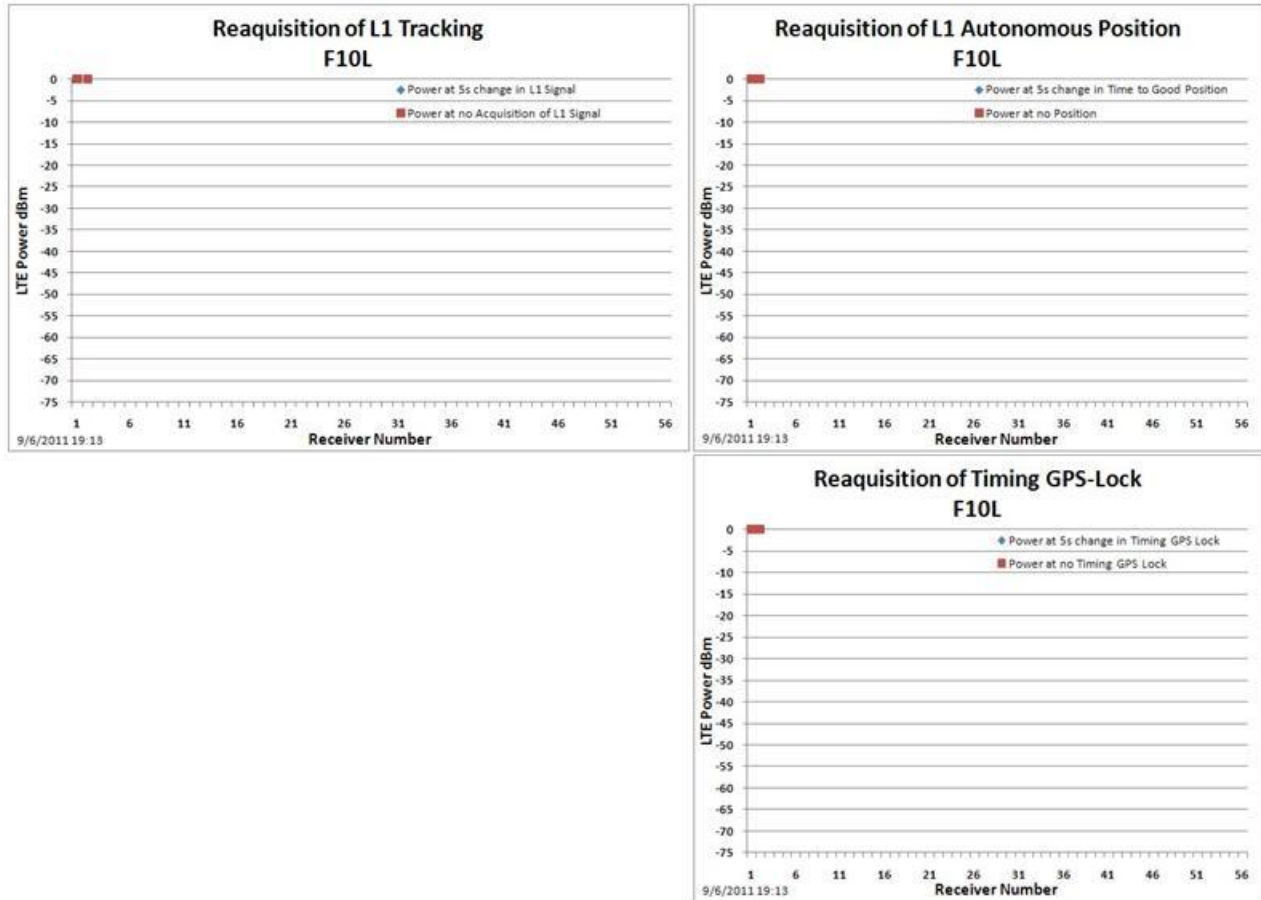 Reaquisition of L1 Tracking
F10L
Power at 5s change in L1 Signal
Power at no Acquisition of L1 Signal
LTE Power dBm
0
-5
-10
-15
-20
-25
-30
-35
-40
-45
-50
-55
-60
-65
-70
-75
1 6 11 16 21 26 31 36 41 46 51 56
Receiver Number
9/6/2011 19:13
Reaquisition of L1 Autonomous Position
F10L
Power at 5s change in Time to Good Position
Power at no Position
LTE Power dBm
0
-5
-10
-15
-20
-25
-30
-35
-40
-45
-50
-55
-60
-65
-70
-75
1 6 11 16 21 26 31 36 41 46 51 56
Receiver Number
9/6/2011 19:13
Reaquisition of Timing GPS-Lock
F10L
Power at 5s change in Timing GPS Lock
Power at no Timing GPS Lock
LTE Power dBm
0
-5
-10
-15
-20
-25
-30
-35
-40
-45
-50
-55
-60
-65
-70
-75
1 6 11 16 21 26 31 36 41 46 51 56
Receiver Number
9/6/2011 19:13